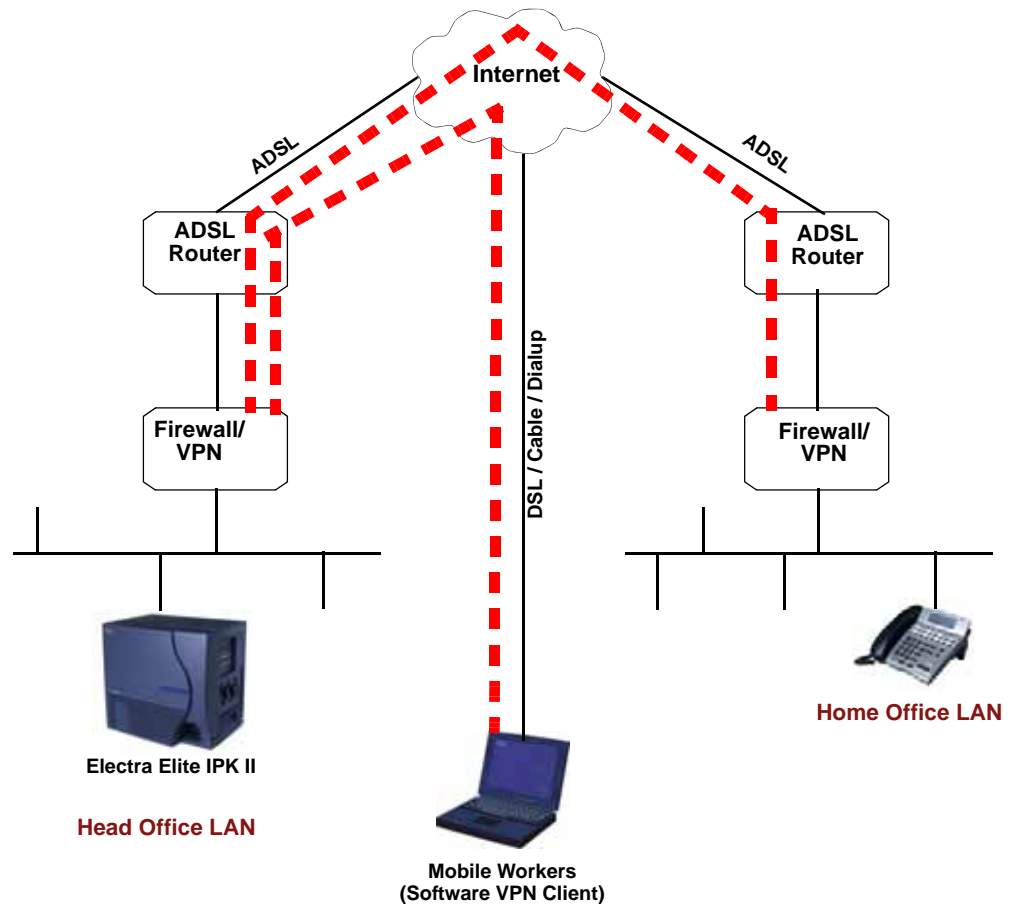 Internet
ADSL
ADSL
ADSL
Router
ADSL
Router
DSL / Cable / Dialup
Firewall/
VPN
Firewall/
VPN
Electra Elite IPK II
Head Office LAN
Home Office LAN
Mobile Workers
(Software VPN Client)